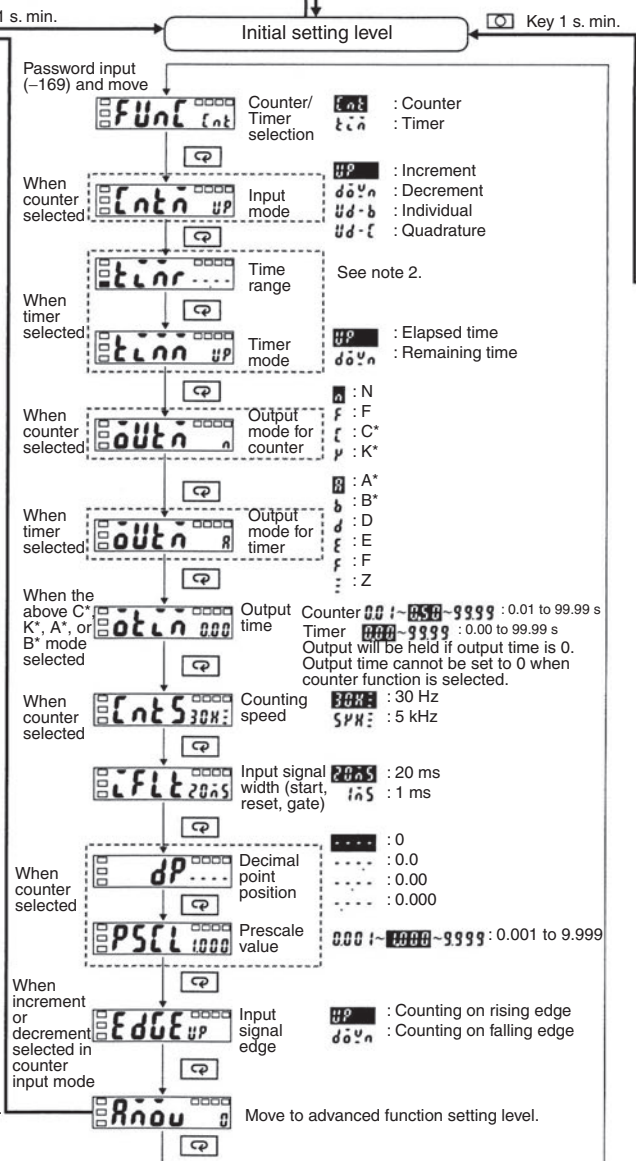 1 s. min.
Initial setting level
Key 1 s. min.
Password input
(−169) and move
FUnC Cnt
Counter/
Timer
selection
Cnt : Counter
tim : Timer
When
counter
selected
Cntm UP
Input
mode
UP : Increment
down : Decrement
Ud-b : Individual
Ud-C : Quadrature
When
timer
selected
timr ----
Time
range
See note 2.
timm UP
Timer
mode
UP : Elapsed time
down : Remaining time
When
counter
selected
oUtm n
Output
mode for
counter
n : N
F : F
C : C*
K : K*
When
timer
selected
oUtm A
Output
mode for
timer
A : A*
b : B*
d : D
E : E
F : F
Z : Z
When the
above C*,
K*, A*, or
B* mode
selected
otim 0.00
Output
time
Counter 0.01~0.50~99.99 : 0.01 to 99.99 s
Timer 0.00~99.99 : 0.00 to 99.99 s
Output will be held if output time is 0.
Output time cannot be set to 0 when
counter function is selected.
When
counter
selected
CntS 30HZ
Counting
speed
30HZ : 30 Hz
5KHZ : 5 kHz
iFLt 20mS
Input signal
width (start,
reset, gate)
20mS : 20 ms
1mS : 1 ms
When
counter
selected
dP ----
Decimal
point
position
---- : 0
---.- : 0.0
--.-- : 0.00
-.--- : 0.000
PSCL 1.000
Prescale
value
0.001~1.000~9.999 : 0.001 to 9.999
When
increment
or
decrement
selected in
counter
input mode
EdGE UP
Input
signal
edge
UP : Counting on rising edge
down : Counting on falling edge
Amov 0
Move to advanced function setting level.